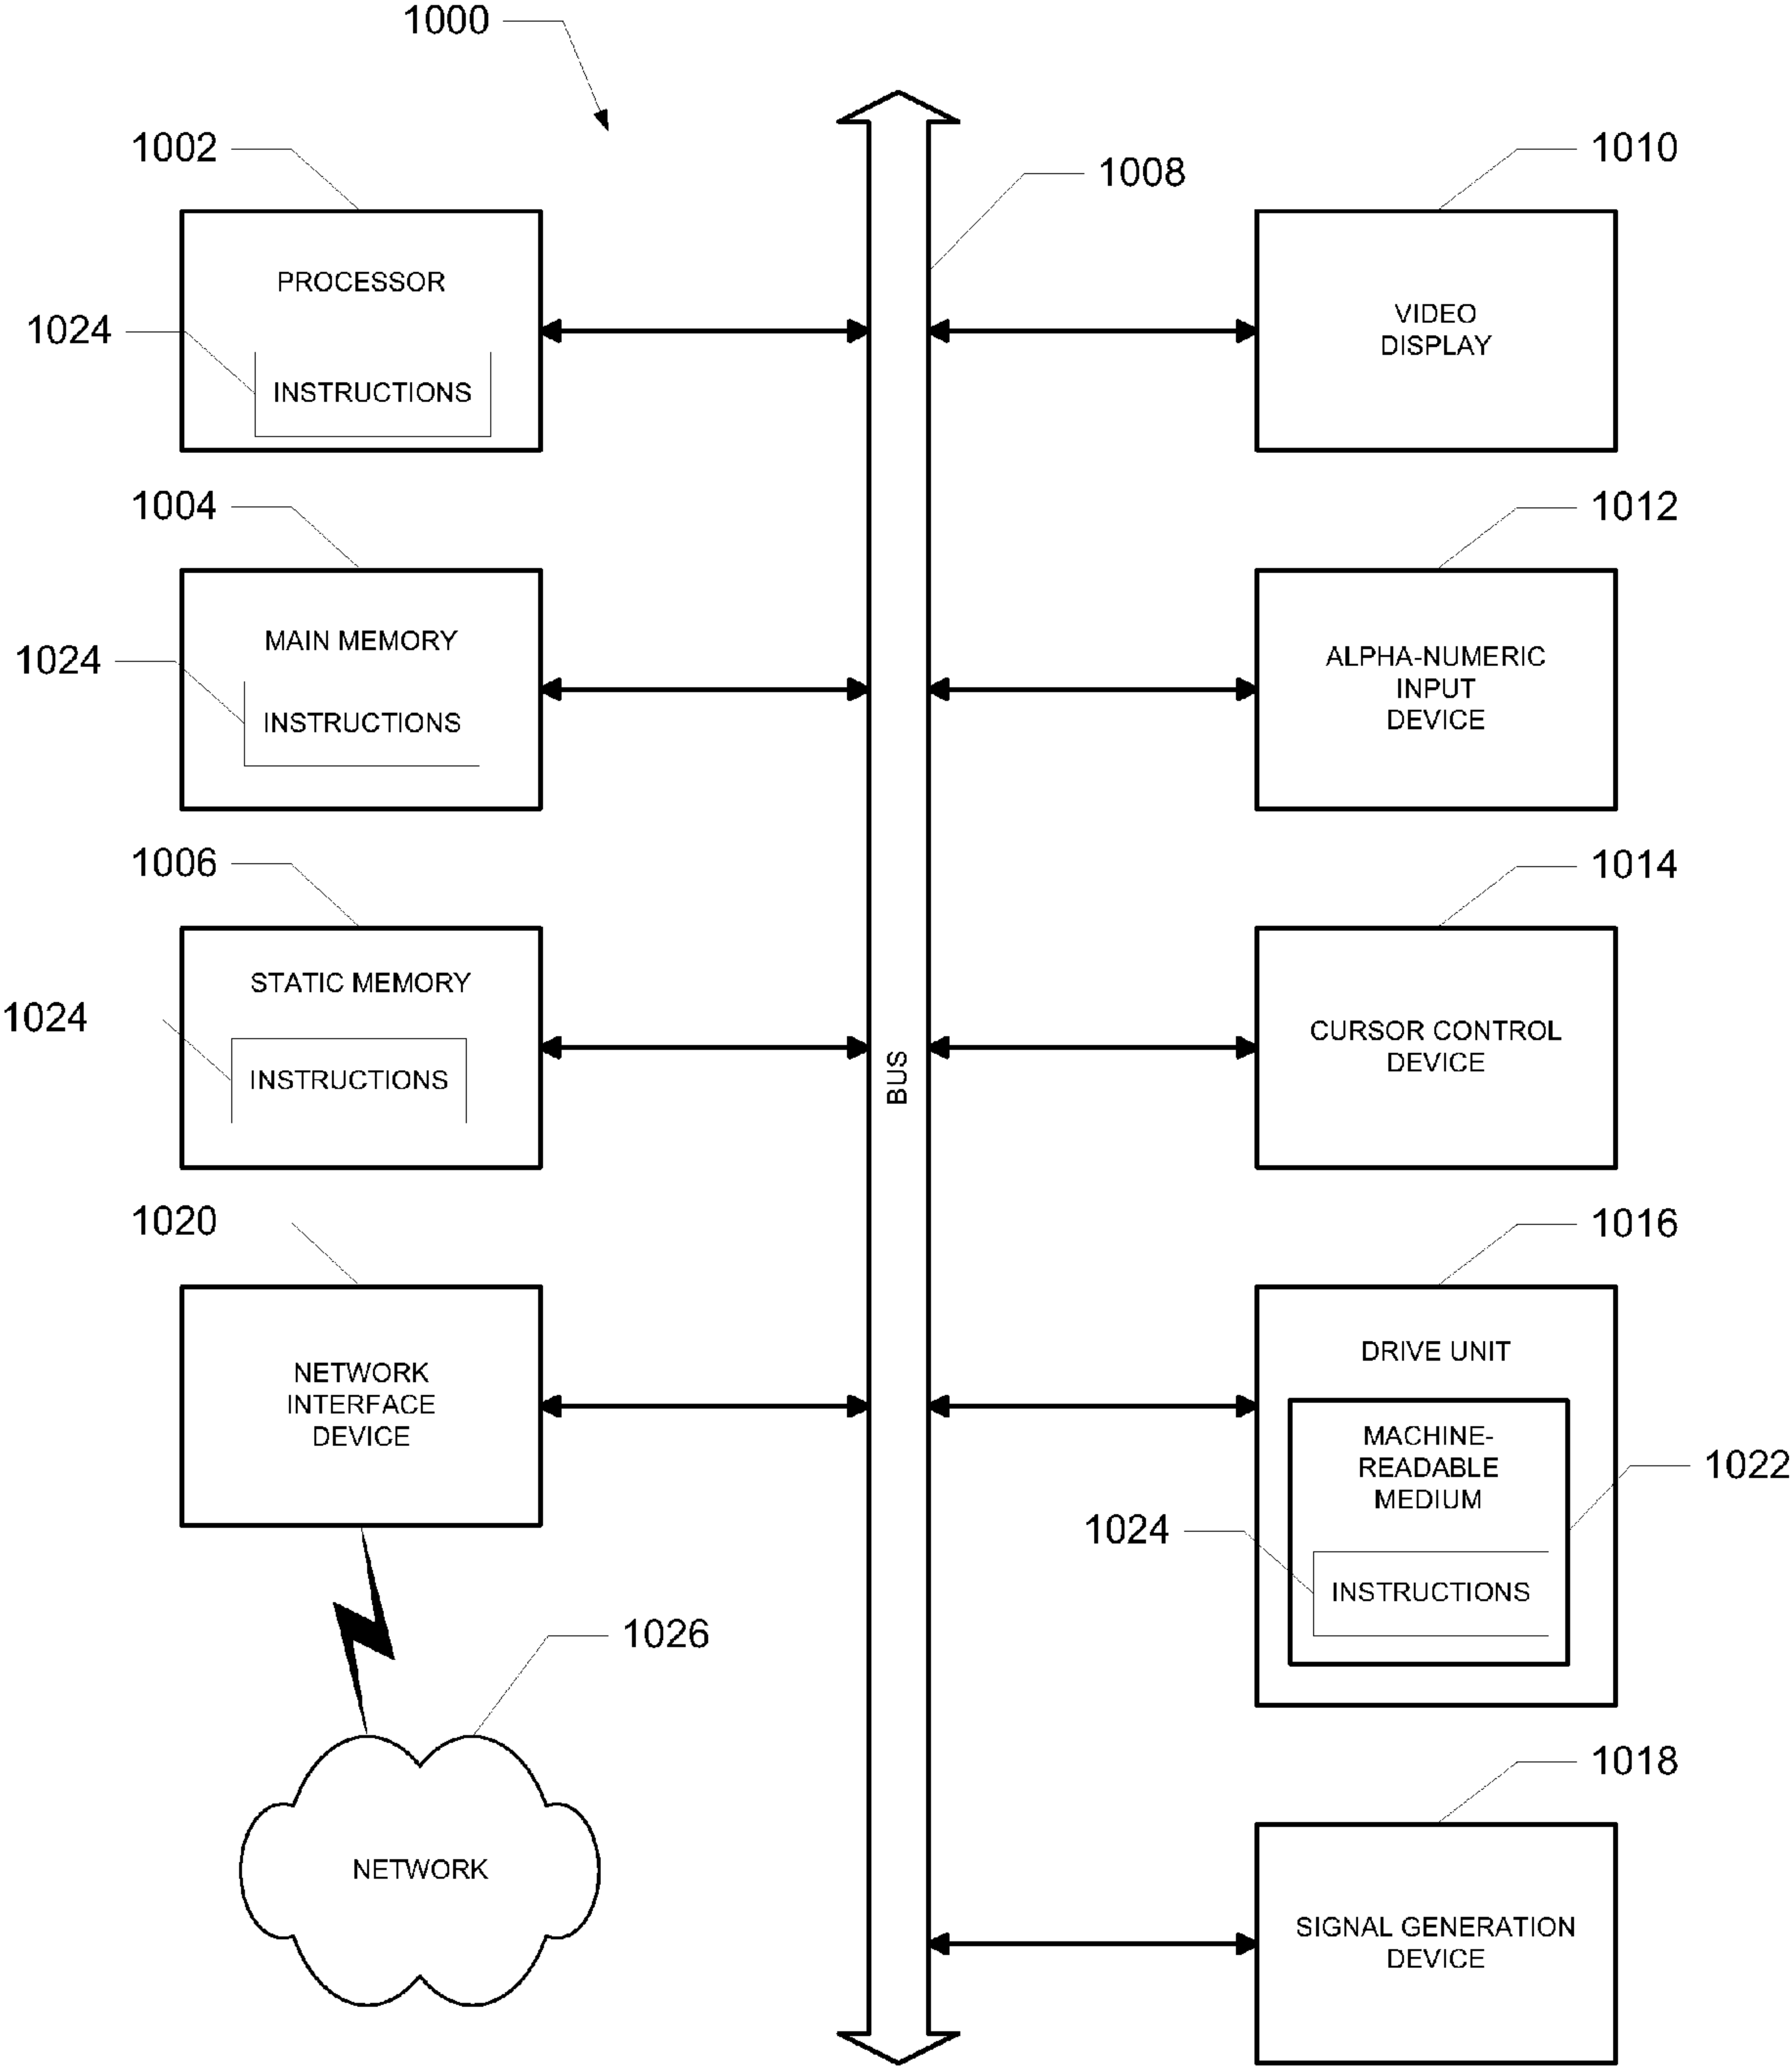 1000
1002
1008
1010
PROCESSOR
1024
INSTRUCTIONS
VIDEO
DISPLAY
1004
1012
MAIN MEMORY
1024
INSTRUCTIONS
ALPHA-NUMERIC
INPUT
DEVICE
1006
1014
STATIC MEMORY
1024
INSTRUCTIONS
BUS
CURSOR CONTROL
DEVICE
1020
1016
NETWORK
INTERFACE
DEVICE
DRIVE UNIT
MACHINE-
READABLE
MEDIUM
1022
1024
INSTRUCTIONS
1026
NETWORK
1018
SIGNAL GENERATION
DEVICE